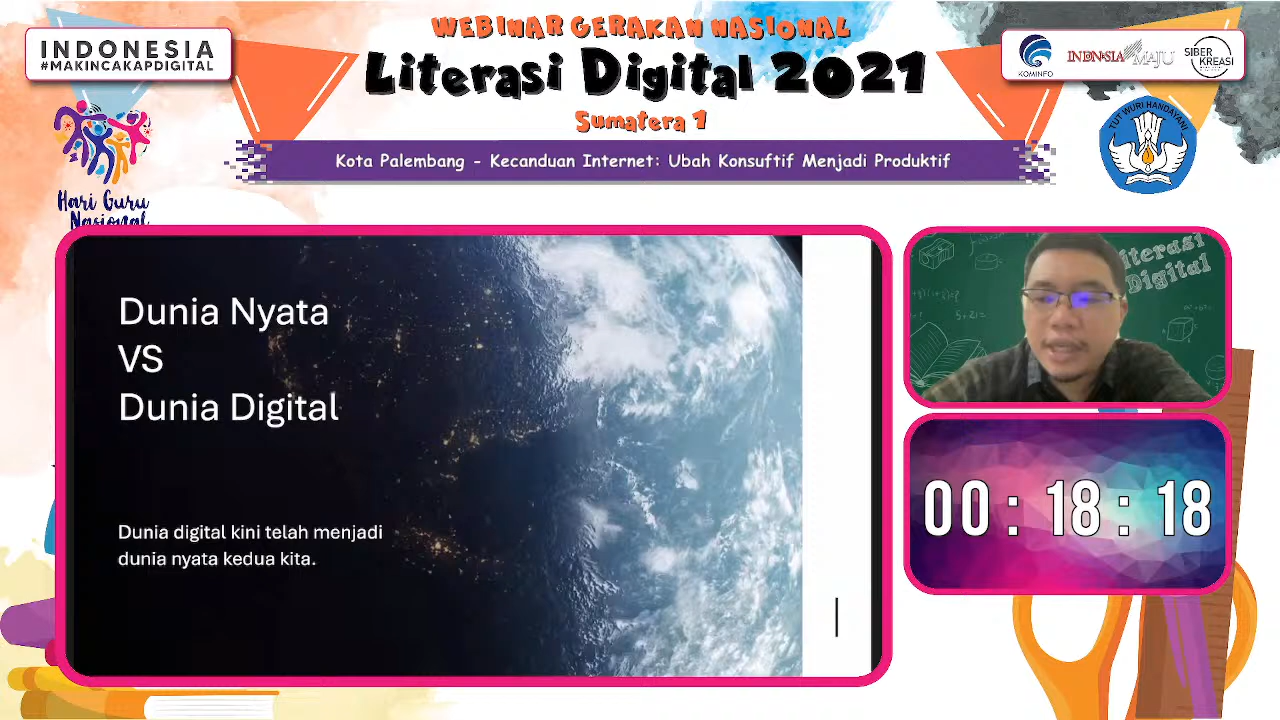 INDONESIA
#MAKINCAKAPDIGITAL
WEBINAR GERAKAN NASIONAL
Literasi Digital 2021
Sumatera 1
Kota Palembang - Kecanduan Internet: Ubah Konsuftif Menjadi Produktif
KOMINFO
INDONESIA MAJU
SIBER
KREASI
TUT WURI HANDAYANI
Hari Guru
Nasional
Dunia Nyata
VS
Dunia Digital
Dunia digital kini telah menjadi
dunia nyata kedua kita.
Literasi
Digital
00 : 18 : 18